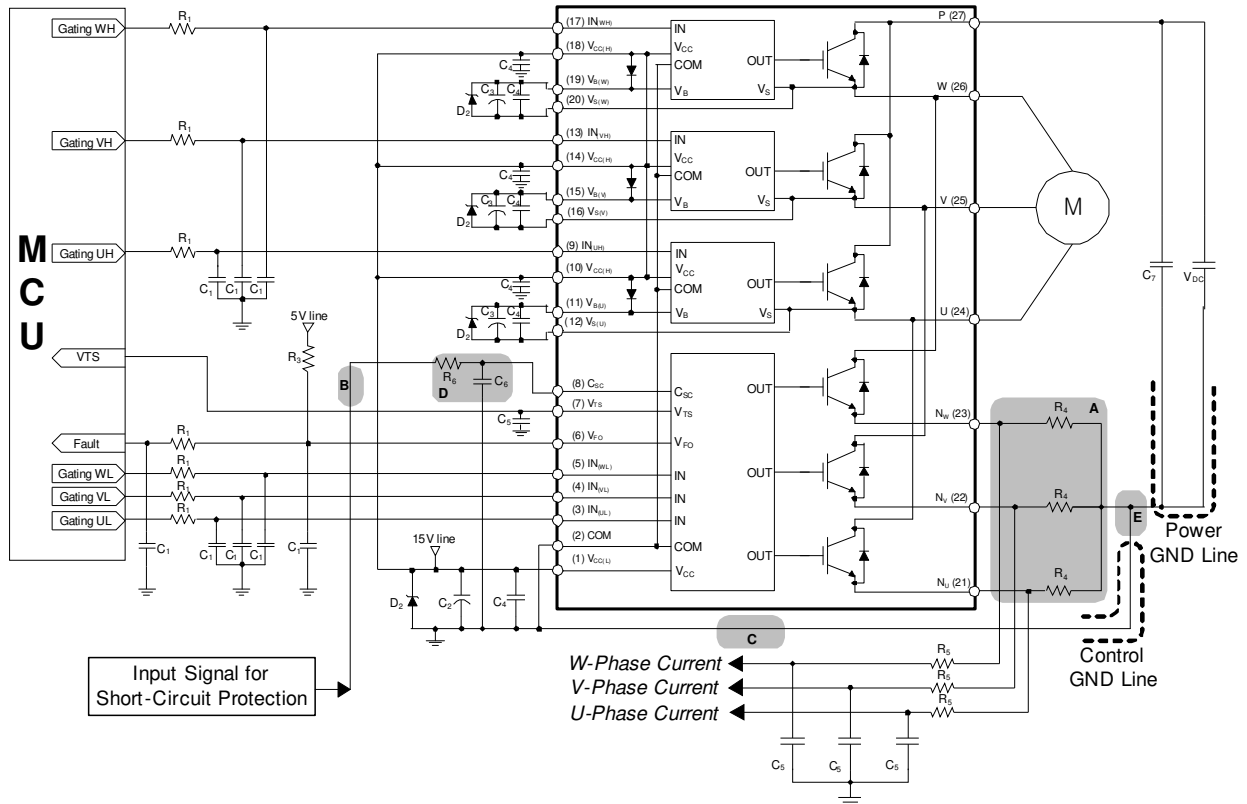 MCU
Gating WH
R1
(17) IN(WH)
IN
P (27)
(18) VCC(H)
VCC
C4
COM
OUT
(19) VB(W)
VB
VS
W (26)
D2
C3
C4
(20) VS(W)
Gating VH
R1
(13) IN(VH)
IN
(14) VCC(H)
VCC
C4
COM
OUT
(15) VB(V)
VB
VS
V (25)
D2
C3
C4
(16) VS(V)
M
Gating UH
R1
(9) IN(UH)
IN
(10) VCC(H)
VCC
C7
VDC
C1
C1
C1
C4
COM
OUT
(11) VB(U)
VB
VS
U (24)
D2
C3
C4
(12) VS(U)
5V line
R3
VTS
B
R6
D
C6
(8) CSC
CSC
OUT
(7) VTS
VTS
C5
NW (23)
R4
A
Fault
R1
(6) VFO
VFO
Gating WL
R1
(5) IN(WL)
IN
OUT
Gating VL
R1
(4) IN(VL)
IN
NV (22)
R4
E
Gating UL
R1
(3) IN(UL)
IN
Power
GND Line
C1
C1
C1
C1
C1
(2) COM
COM
OUT
15V line
(1) VCC(L)
VCC
NU (21)
R4
D2
C2
C4
C
Control
GND Line
Input Signal for
Short-Circuit Protection
W-Phase Current
R5
V-Phase Current
R5
U-Phase Current
R5
C5
C5
C5